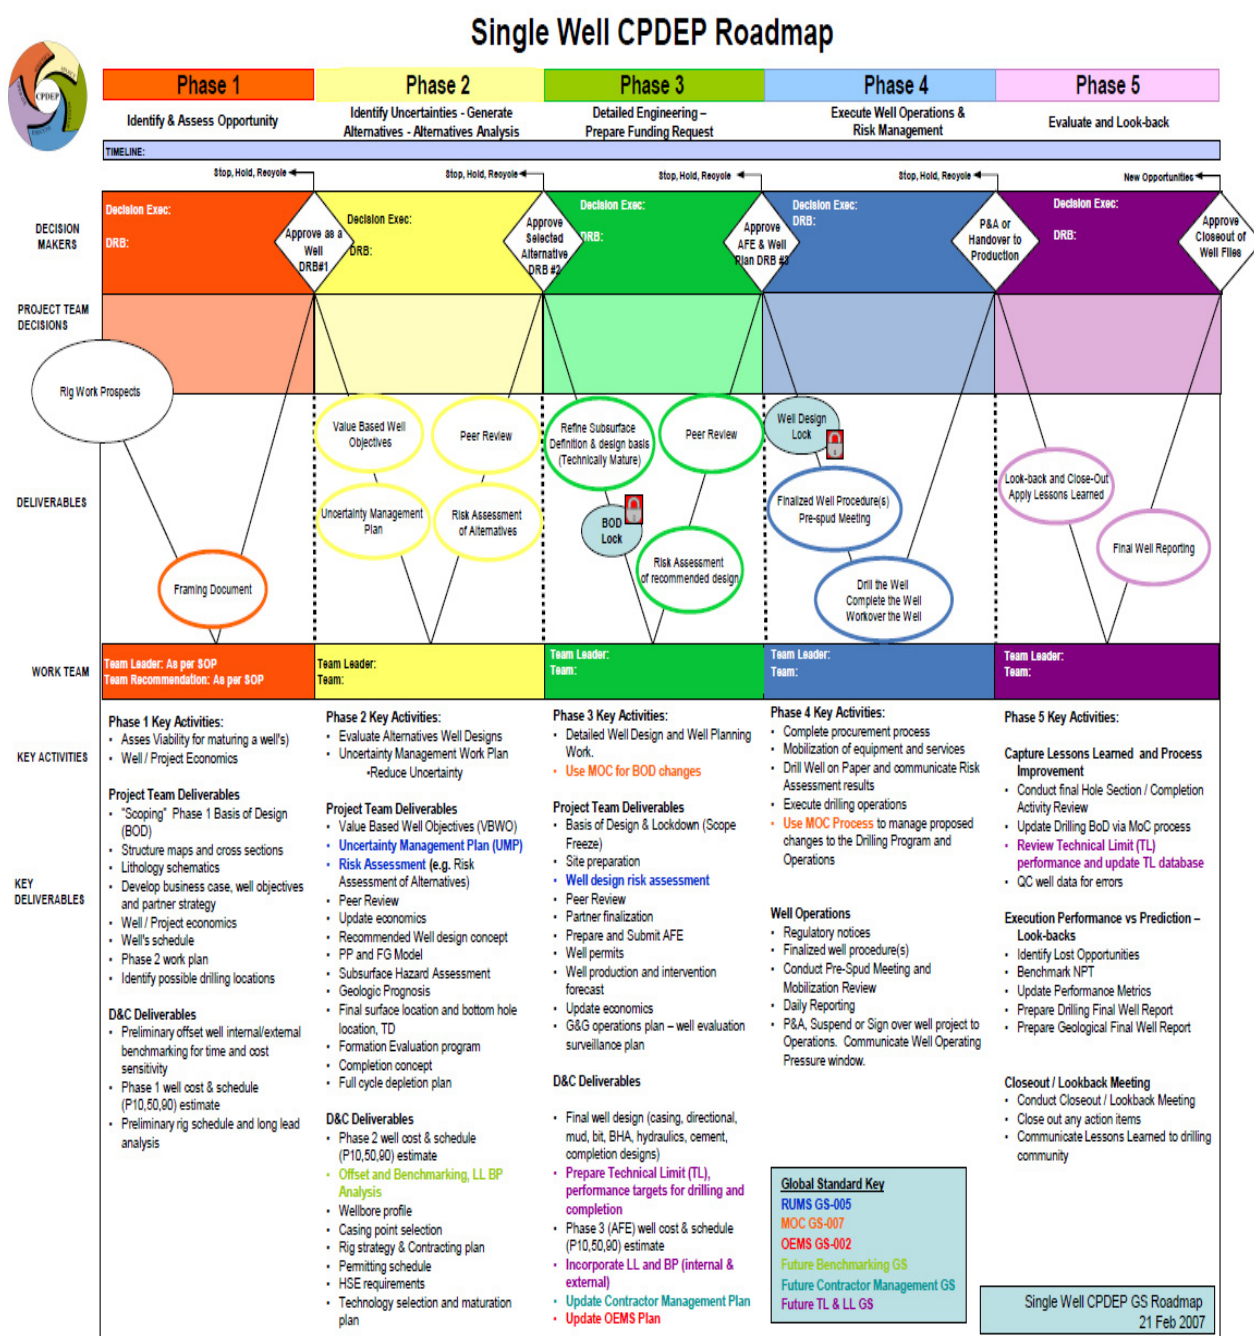 Single Well CPDEP Roadmap
CPDEP
Phase 1
Phase 2
Phase 3
Phase 4
Phase 5
Identify & Assess Opportunity
Identify Uncertainties - Generate
Alternatives - Alternatives Analysis
Detailed Engineering –
Prepare Funding Request
Execute Well Operations &
Risk Management
Evaluate and Look-back
TIMELINE:
Stop, Hold, Recycle
Stop, Hold, Recycle
Stop, Hold, Recycle
Stop, Hold, Recycle
New Opportunities
DECISION
MAKERS
Decision Exec:
DRB:
Approve as a
Well
DRB#1
Decision Exec:
DRB:
Approve
Selected
Alternative
DRB #2
Decision Exec:
DRB:
Approve
AFE & Well
Plan DRB #3
Decision Exec:
DRB:
P&A or
Handover to
Production
Decision Exec:
DRB:
Approve
Closeout of
Well Files
PROJECT TEAM
DECISIONS
Rig Work Prospects
DELIVERABLES
Framing Document
Value Based Well
Objectives
Peer Review
Uncertainty Management
Plan
Risk Assessment
of Alternatives
Refine Subsurface
Definition & design basis
(Technically Mature)
Peer Review
BOD
Lock
Risk Assessment
of recommended design
Well Design
Lock
Finalized Well Procedure(s)
Pre-spud Meeting
Drill the Well
Complete the Well
Workover the Well
Look-back and Close-Out
Apply Lessons Learned
Final Well Reporting
WORK TEAM
Team Leader: As per SOP
Team Recommendation: As per SOP
Team Leader:
Team:
Team Leader:
Team:
Team Leader:
Team:
Team Leader:
Team:
KEY ACTIVITIES
KEY
DELIVERABLES
Phase 1 Key Activities:
• Asses Viability for maturing a well's)
• Well / Project Economics
Project Team Deliverables
• "Scoping" Phase 1 Basis of Design
(BOD)
• Structure maps and cross sections
• Lithology schematics
• Develop business case, well objectives
and partner strategy
• Well / Project economics
• Well's schedule
• Phase 2 work plan
• Identify possible drilling locations
D&C Deliverables
• Preliminary offset well internal/external
benchmarking for time and cost
sensitivity
• Phase 1 well cost & schedule
(P10,50,90) estimate
• Preliminary rig schedule and long lead
analysis
Phase 2 Key Activities:
• Evaluate Alternatives Well Designs
• Uncertainty Management Work Plan
•Reduce Uncertainty
Project Team Deliverables
• Value Based Well Objectives (VBWO)
• Uncertainty Management Plan (UMP)
• Risk Assessment (e.g. Risk
Assessment of Alternatives)
• Peer Review
• Update economics
• Recommended Well design concept
• PP and FG Model
• Subsurface Hazard Assessment
• Geologic Prognosis
• Final surface location and bottom hole
location, TD
• Formation Evaluation program
• Completion concept
• Full cycle depletion plan
D&C Deliverables
• Phase 2 well cost & schedule
(P10,50,90) estimate
• Offset and Benchmarking, LL BP
Analysis
• Wellbore profile
• Casing point selection
• Rig strategy & Contracting plan
• Permitting schedule
• HSE requirements
• Technology selection and maturation
plan
Phase 3 Key Activities:
• Detailed Well Design and Well Planning
Work.
• Use MOC for BOD changes
Project Team Deliverables
• Basis of Design & Lockdown (Scope
Freeze)
• Site preparation
• Well design risk assessment
• Peer Review
• Partner finalization
• Prepare and Submit AFE
• Well permits
• Well production and intervention
forecast
• Update economics
• G&G operations plan – well evaluation
surveillance plan
D&C Deliverables
• Final well design (casing, directional,
mud, bit, BHA, hydraulics, cement,
completion designs)
• Prepare Technical Limit (TL),
performance targets for drilling and
completion
• Phase 3 (AFE) well cost & schedule
(P10,50,90) estimate
• Incorporate LL and BP (internal &
external)
• Update Contractor Management Plan
• Update OEMS Plan
Phase 4 Key Activities:
• Complete procurement process
• Mobilization of equipment and services
• Drill Well on Paper and communicate Risk
Assessment results
• Execute drilling operations
• Use MOC Process to manage proposed
changes to the Drilling Program and
Operations
Well Operations
• Regulatory notices
• Finalized well procedure(s)
• Conduct Pre-Spud Meeting and
Mobilization Review
• Daily Reporting
• P&A, Suspend or Sign over well project to
Operations. Communicate Well Operating
Pressure window.
Global Standard Key
RUMS GS-005
MOC GS-007
OEMS GS-002
Future Benchmarking GS
Future Contractor Management GS
Future TL & LL GS
Phase 5 Key Activities:
Capture Lessons Learned and Process
Improvement
• Conduct final Hole Section / Completion
Activity Review
• Update Drilling BoD via MoC process
• Review Technical Limit (TL)
performance and update TL database
• QC well data for errors
Execution Performance vs Prediction –
Look-backs
• Identify Lost Opportunities
• Benchmark NPT
• Update Performance Metrics
• Prepare Drilling Final Well Report
• Prepare Geological Final Well Report
Closeout / Lookback Meeting
• Conduct Closeout / Lookback Meeting
• Close out any action items
• Communicate Lessons Learned to drilling
community
Single Well CPDEP GS Roadmap
21 Feb 2007